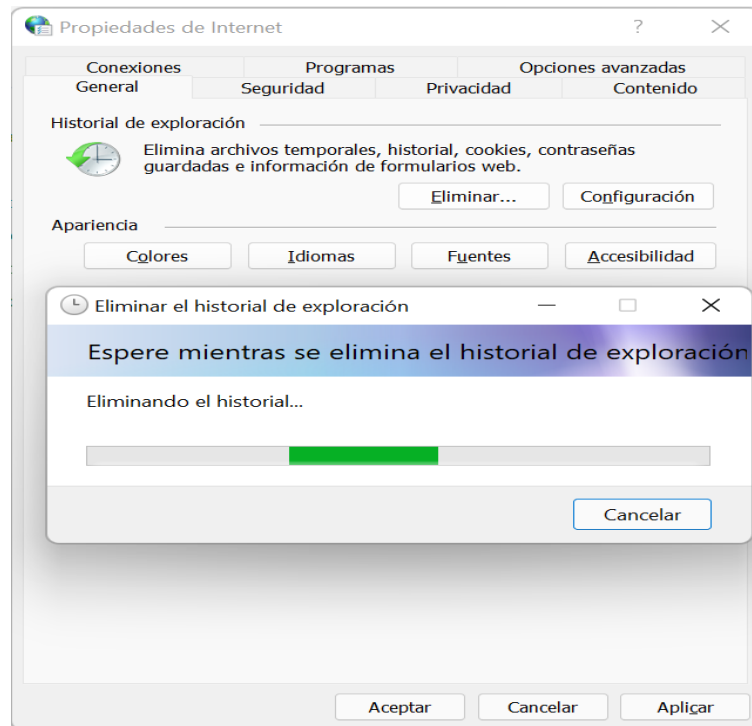 Propiedades de Internet
Conexiones Programas Opciones avanzadas
General Seguridad Privacidad Contenido
Historial de exploración
Elimina archivos temporales, historial, cookies, contraseñas
guardadas e información de formularios web.
Eliminar... Configuración
Apariencia
Colores Idiomas Fuentes Accesibilidad
Eliminar el historial de exploración
Espere mientras se elimina el historial de exploración
Eliminando el historial...
Cancelar
Aceptar Cancelar Aplicar